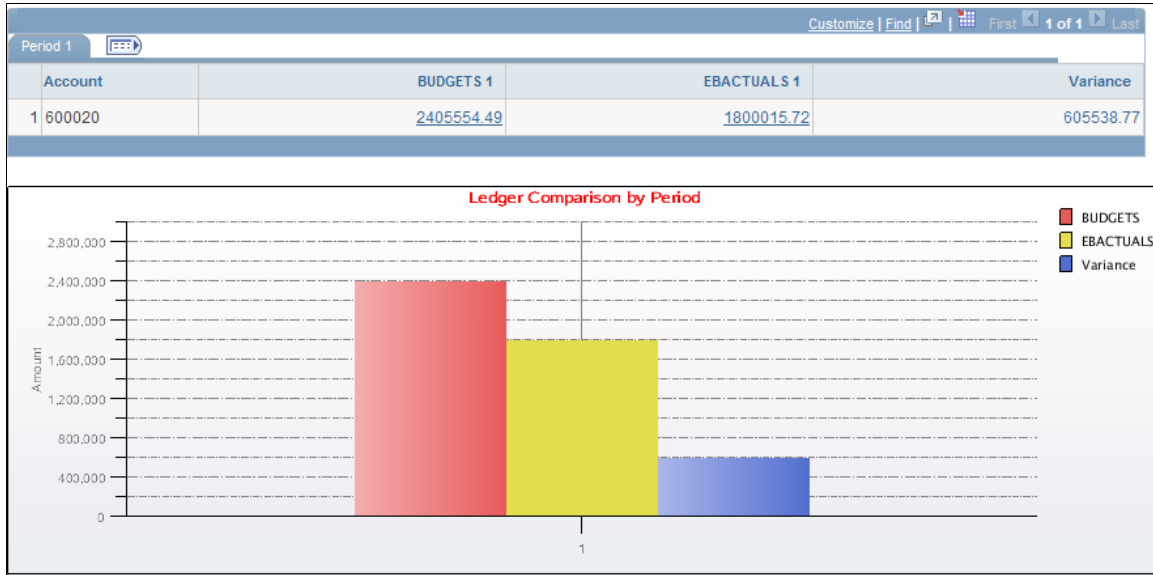 Customize | Find | | First 1 of 1 Last
Period 1
Account BUDGETS 1 EBACTUALS 1 Variance
1 600020 2405554.49 1800015.72 605538.77
Ledger Comparison by Period
BUDGETS
EBACTUALS
Variance
Amount
2,800,000
2,400,000
2,000,000
1,600,000
1,200,000
800,000
400,000
0
1